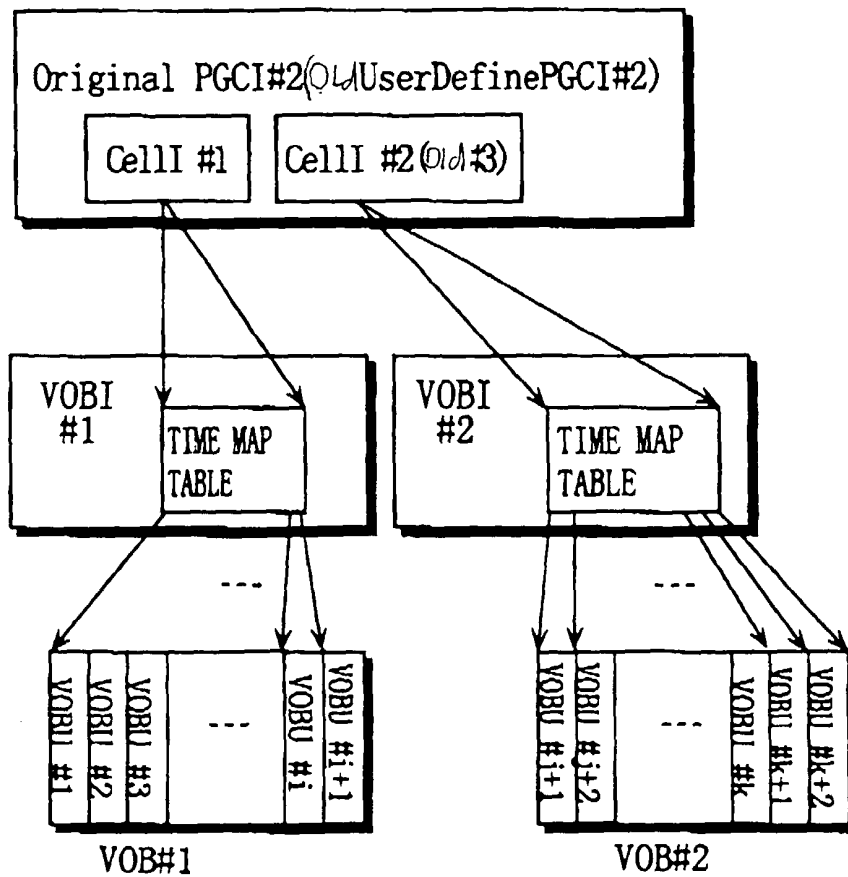 Original PGCI#2(OldUserDefinePGCI#2)
CellI #1
CellI #2(Old#3)
VOBI
#1
TIME MAP
TABLE
VOBI
#2
TIME MAP
TABLE
---
---
VOBU #1
VOBU #2
VOBU #3
---
VOBU #i
VOBU #i+1
VOBU #j+1
VOBU #j+2
---
VOBU #k
VOBU #k+1
VOBU #k+2
VOB#1
VOB#2